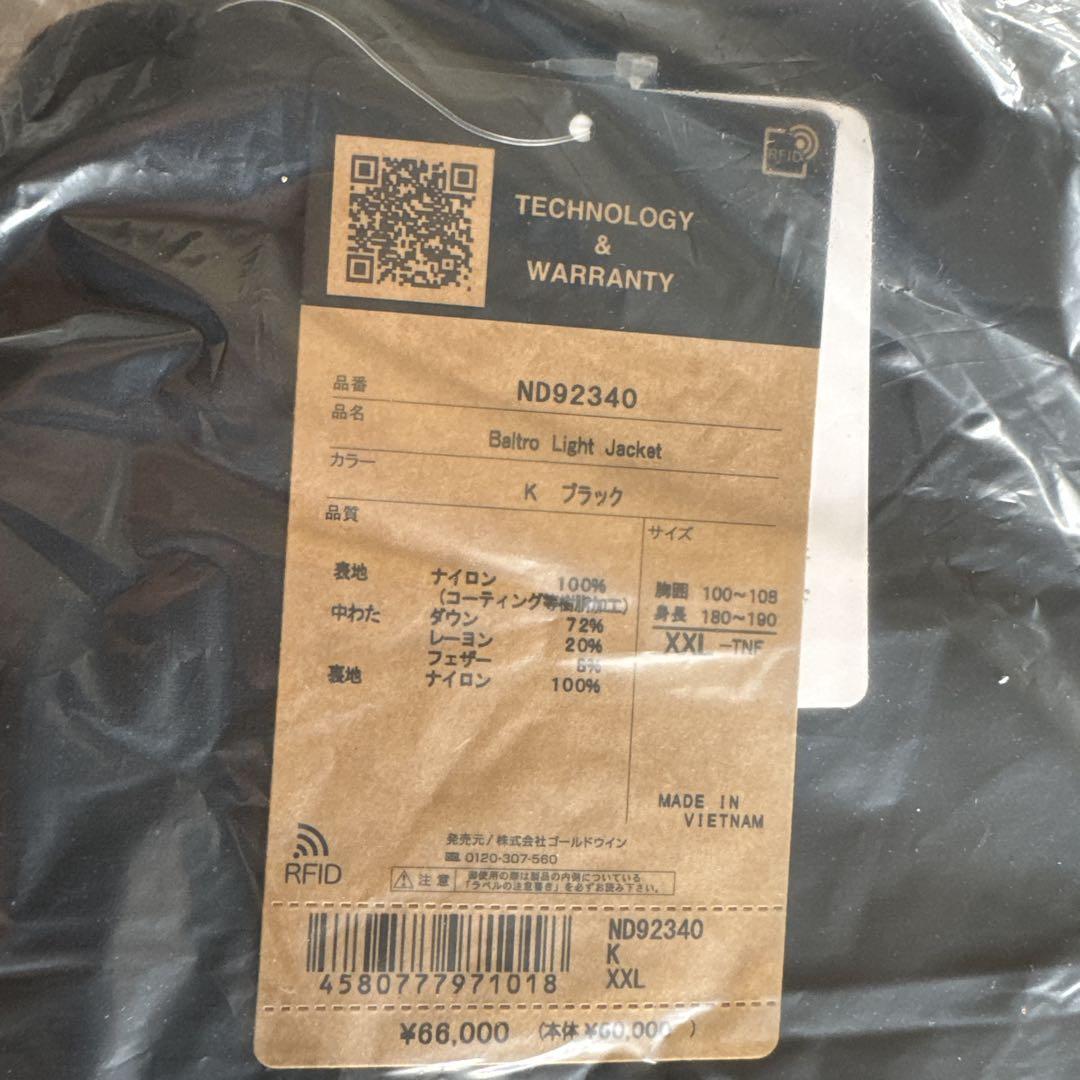 RFID
TECHNOLOGY
&
WARRANTY
品番 ND92340
品名 Baltro Light Jacket
カラー K ブラック
品質
サイズ
表地 ナイロン 100%
(コーティング等樹脂加工)
中わた ダウン 72%
レーヨン 20%
フェザー 8%
裏地 ナイロン 100%
胸囲 100~108
身長 180~190
XXL -TNF
MADE IN
VIETNAM
発売元/株式会社ゴールドウイン
0120-307-560
RFID
注意 御使用の際は製品の内側についている
「ラベルの注意書き」を必ずお読み下さい。
4580777971018
ND92340
K
XXL
¥66,000 (本体 ¥60,000 )